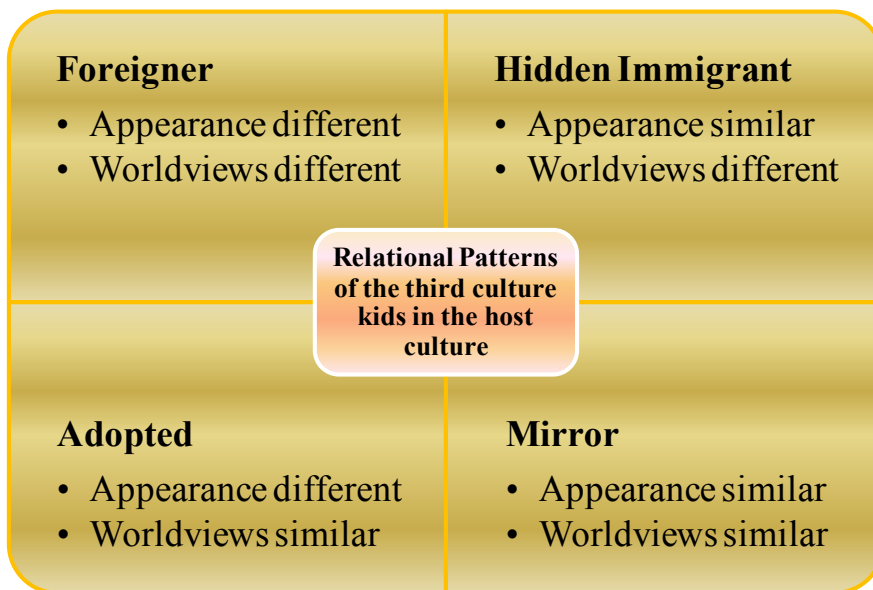 Foreigner
• Appearance different
• Worldviews different
Hidden Immigrant
• Appearance similar
• Worldviews different
Relational Patterns
of the third culture
kids in the host
culture
Adopted
• Appearance different
• Worldviews similar
Mirror
• Appearance similar
• Worldviews similar